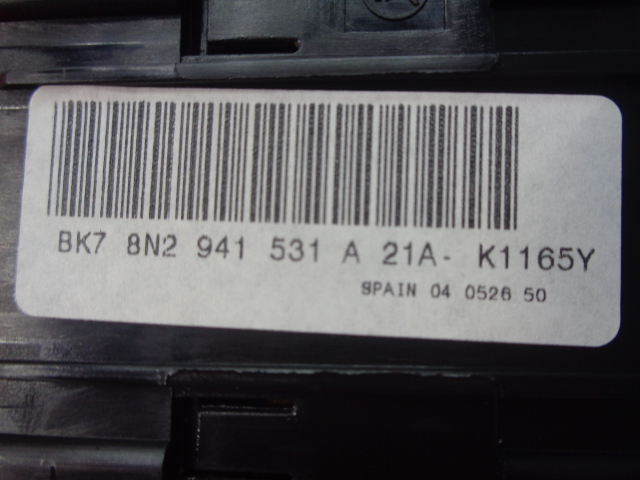 BK7 8N2 941 531 A 21A- K1165Y
SPAIN 04 0526 50